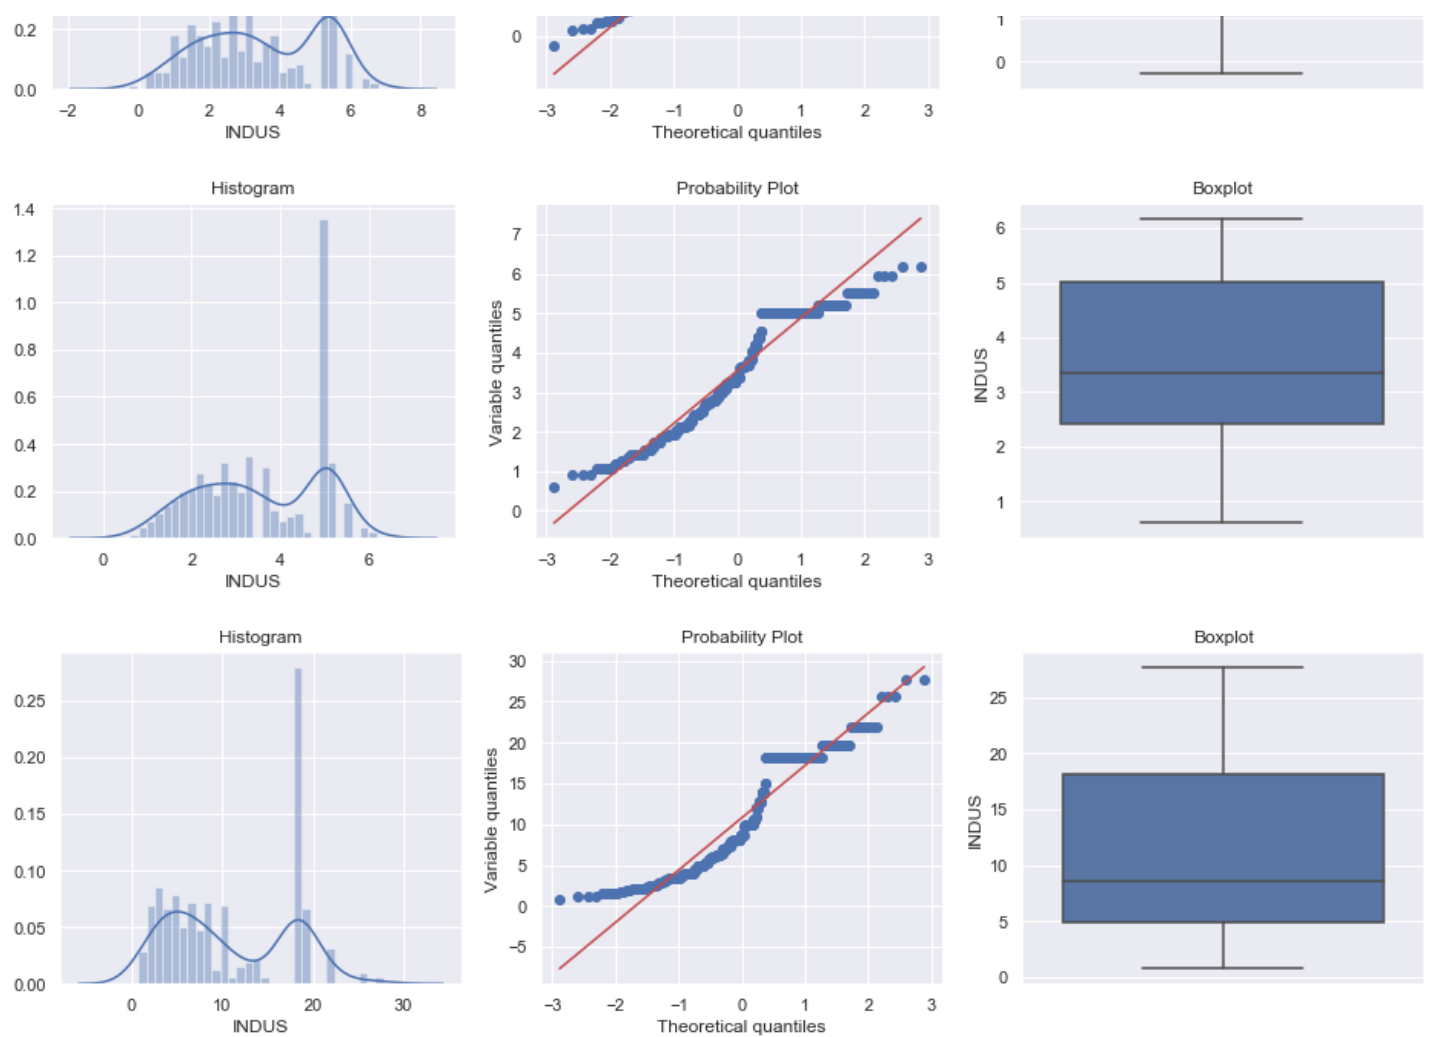 0.2
0.0
−2 0 2 4 6 8
INDUS
0
−3 −2 −1 0 1 2 3
Theoretical quantiles
1
0
Histogram
1.4
1.2
1.0
0.8
0.6
0.4
0.2
0.0
0 2 4 6
INDUS
Probability Plot
Variable quantiles
7
6
5
4
3
2
1
0
−3 −2 −1 0 1 2 3
Theoretical quantiles
Boxplot
INDUS
6
5
4
3
2
1
Histogram
0.25
0.20
0.15
0.10
0.05
0.00
0 10 20 30
INDUS
Probability Plot
Variable quantiles
30
25
20
15
10
5
0
−5
−3 −2 −1 0 1 2 3
Theoretical quantiles
Boxplot
INDUS
25
20
15
10
5
0